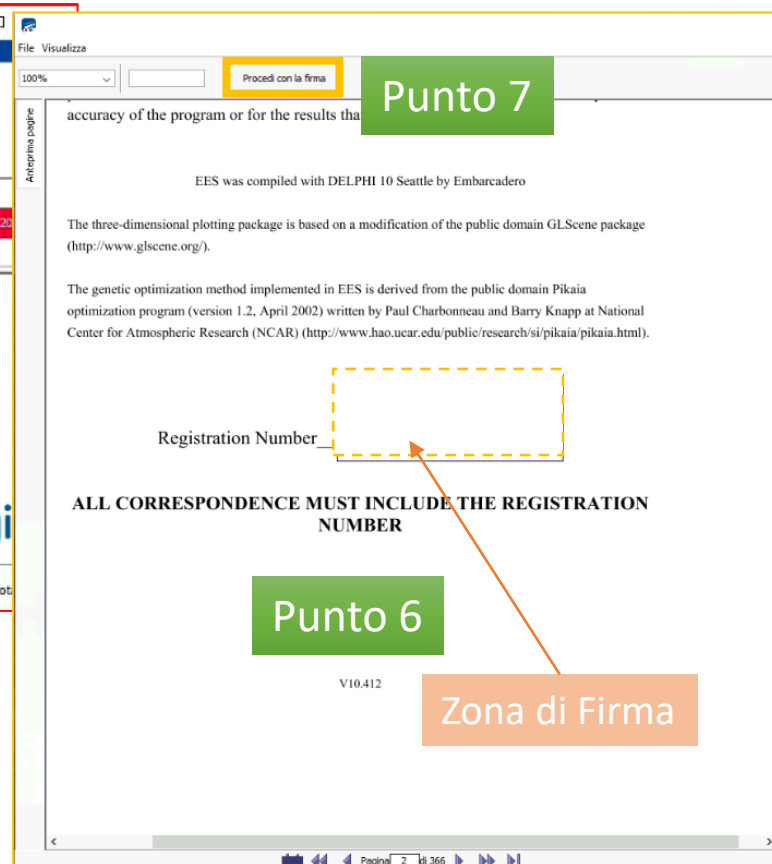 File Visualizza
100%
Procedi con la firma
Punto 7
Anteprima pagine
accuracy of the program or for the results tha
EES was compiled with DELPHI 10 Seattle by Embarcadero
The three-dimensional plotting package is based on a modification of the public domain GLScene package
(http://www.glscene.org/).
The genetic optimization method implemented in EES is derived from the public domain Pikaia
optimization program (version 1.2, April 2002) written by Paul Charbonneau and Barry Knapp at National
Center for Atmospheric Research (NCAR) (http://www.hao.ucar.edu/public/research/si/pikaia/pikaia.html).
Registration Number__
ALL CORRESPONDENCE MUST INCLUDE THE REGISTRATION
NUMBER
Punto 6
V10.412
Zona di Firma
Pagina 2 di 366